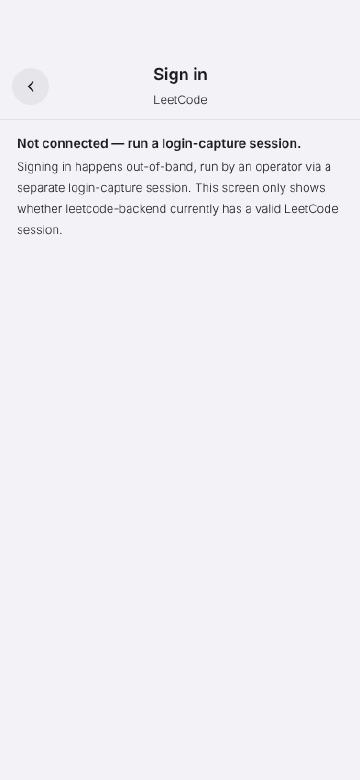 Sign in
LeetCode
Not connected — run a login-capture session.
Signing in happens out-of-band, run by an operator via a
separate login-capture session. This screen only shows
whether leetcode-backend currently has a valid LeetCode
session.